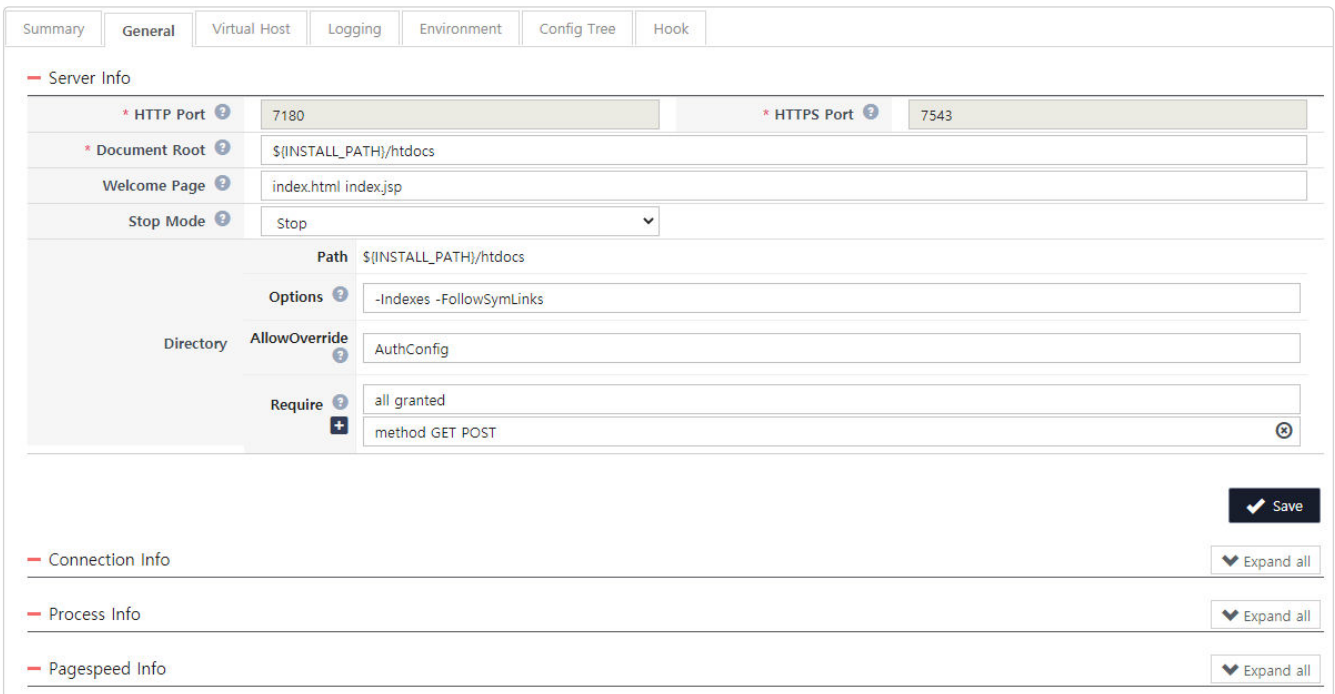 Summary General Virtual Host Logging Environment Config Tree Hook
Server Info
* HTTP Port ? 7180 * HTTPS Port ? 7543
* Document Root ? ${INSTALL_PATH}/htdocs
Welcome Page ? index.html index.jsp
Stop Mode ? Stop
Path ${INSTALL_PATH}/htdocs
Options ? -Indexes -FollowSymLinks
Directory AllowOverride ? AuthConfig
Require ? all granted
method GET POST
Save
Connection Info Expand all
Process Info Expand all
Pagespeed Info Expand all